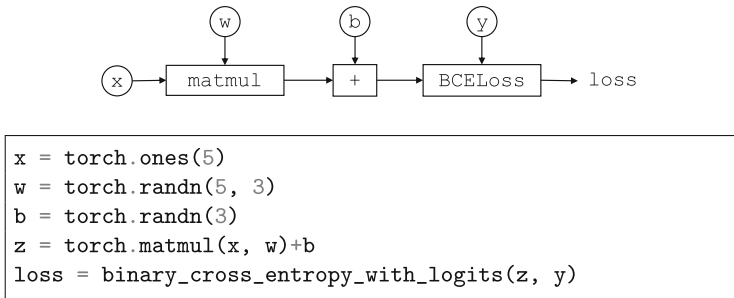 w b y
x matmul + BCELoss loss
x = torch.ones(5)
w = torch.randn(5, 3)
b = torch.randn(3)
z = torch.matmul(x, w)+b
loss = binary_cross_entropy_with_logits(z, y)